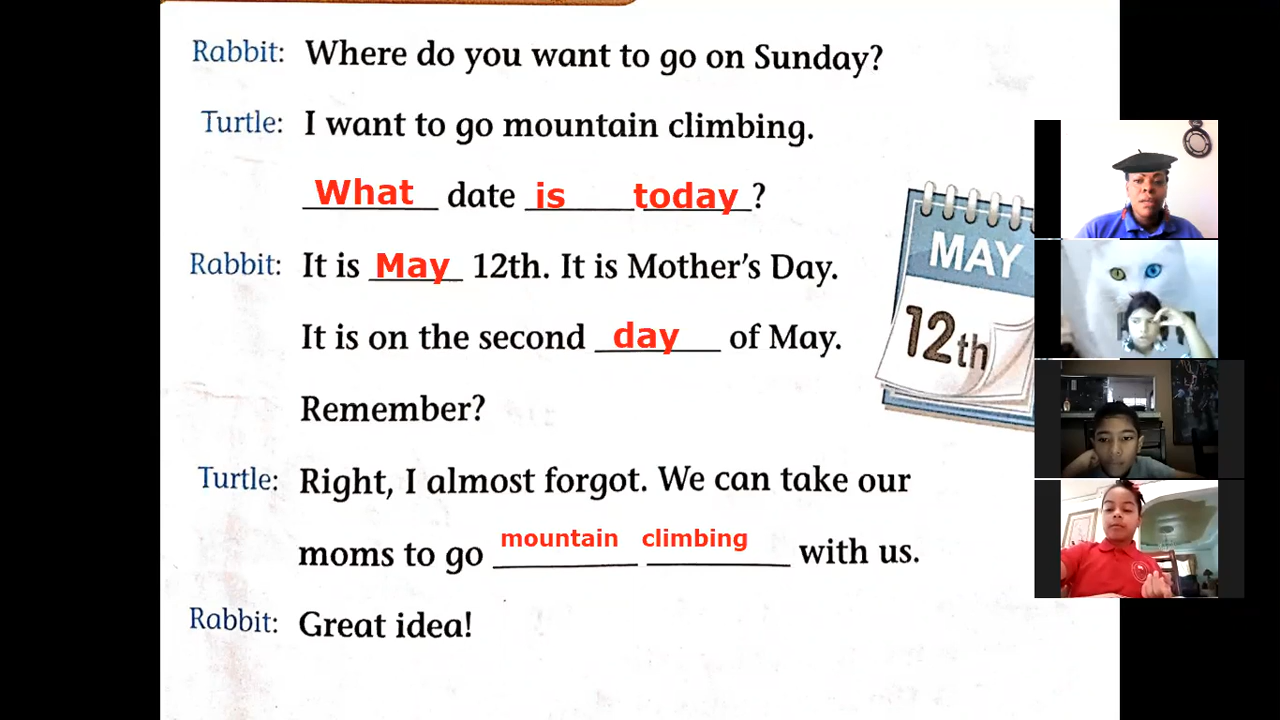 Rabbit: Where do you want to go on Sunday?
Turtle: I want to go mountain climbing.
What date is today?
Rabbit: It is May 12th. It is Mother's Day.
It is on the second day of May.
Remember?
Turtle: Right, I almost forgot. We can take our
moms to go mountain climbing with us.
Rabbit: Great idea!
MAY
12th